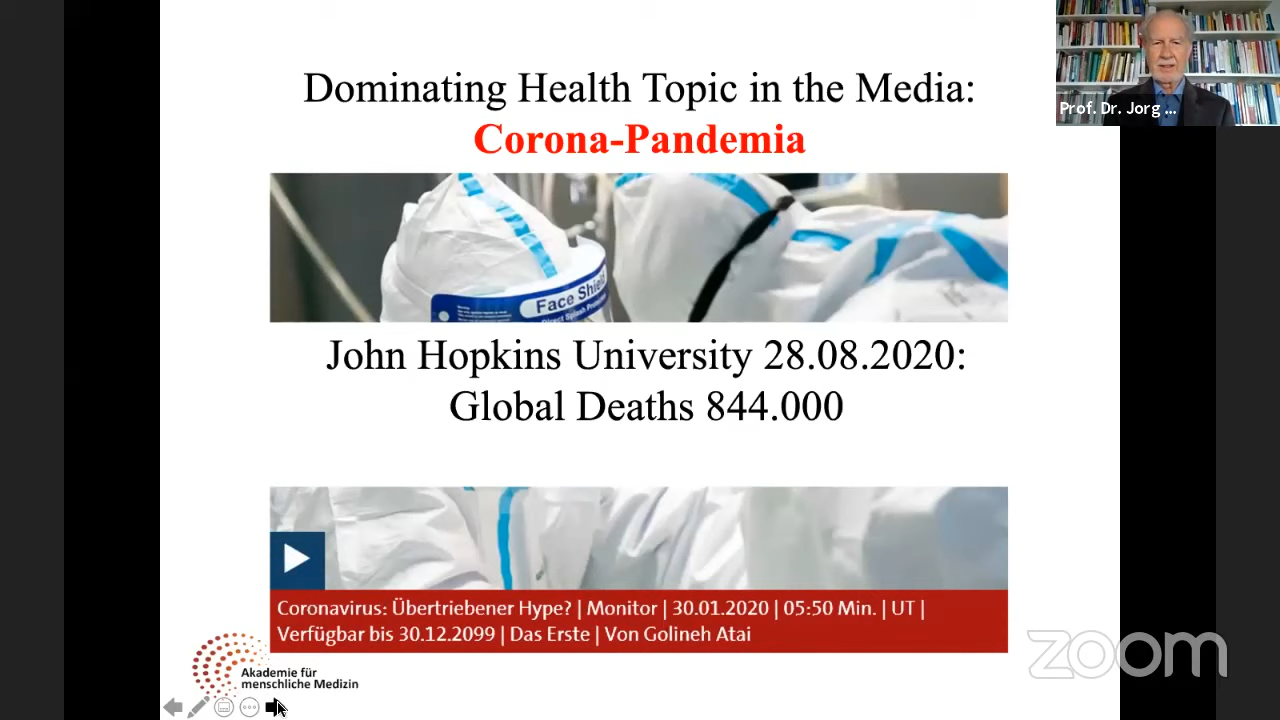 Dominating Health Topic in the Media:
Corona-Pandemia
Prof. Dr. Jorg ...
Face Shield
John Hopkins University 28.08.2020:
Global Deaths 844.000
Coronavirus: Übertriebener Hype? | Monitor | 30.01.2020 | 05:50 Min. | UT |
Verfügbar bis 30.12.2099 | Das Erste | Von Golineh Atai
Akademie für
menschliche Medizin
zoom